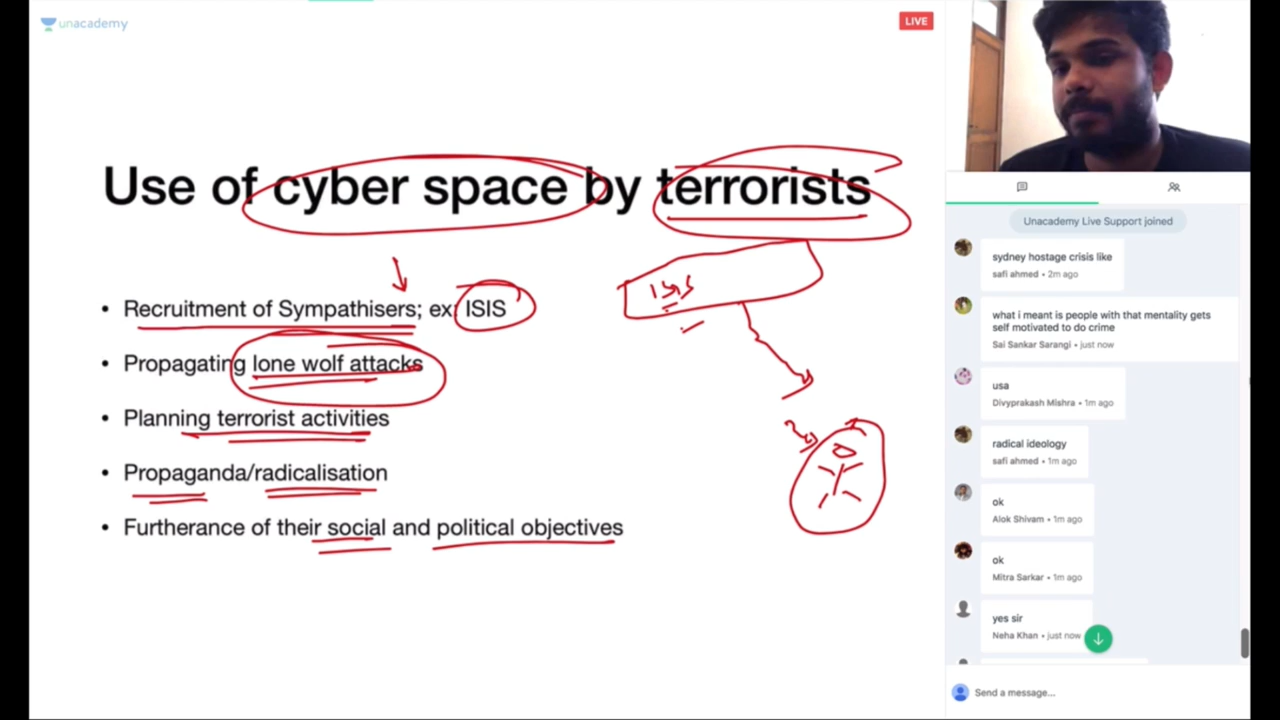 unacademy
LIVE
Use of cyber space by terrorists
• Recruitment of Sympathisers; ex: ISIS
ISIS
• Propagating lone wolf attacks
• Planning terrorist activities
• Propaganda/radicalisation
• Furtherance of their social and political objectives
Unacademy Live Support joined
sydney hostage crisis like
safi ahmed • 2m ago
what i meant is people with that mentality gets
self motivated to do crime
Sai Sankar Sarangi • just now
usa
Divyprakash Mishra • 1m ago
radical ideology
safi ahmed • 1m ago
ok
Alok Shivam • 1m ago
ok
Mitra Sarkar • 1m ago
yes sir
Neha Khan • just now
Send a message...